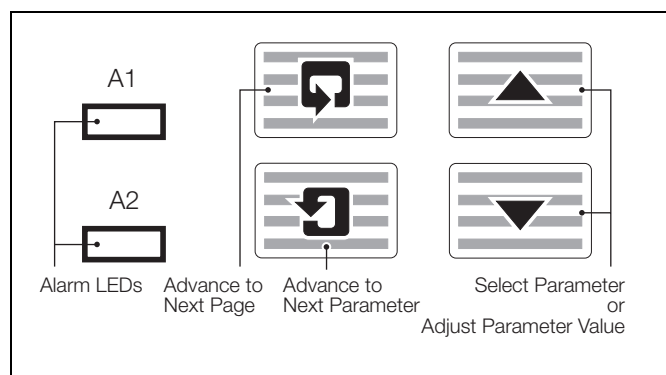 A1
A2
Alarm LEDs
Advance to
Next Page
Advance to
Next Parameter
Select Parameter
or
Adjust Parameter Value